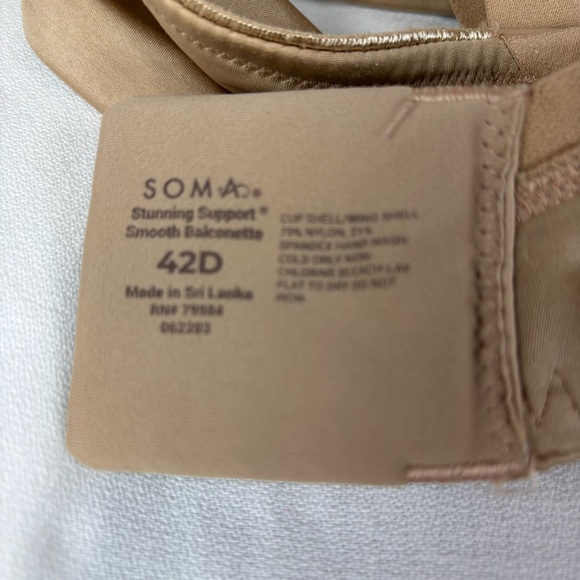 SOMA®
Stunning Support®
Smooth Balconette
42D
Made in Sri Lanka
RN# 79984
062203
CUP SHELL/WING SHELL:
79% NYLON, 21%
SPANDEX HAND WASH
COLD ONLY NON
CHLORINE BLEACH LAY
FLAT TO DRY DO NOT
IRON